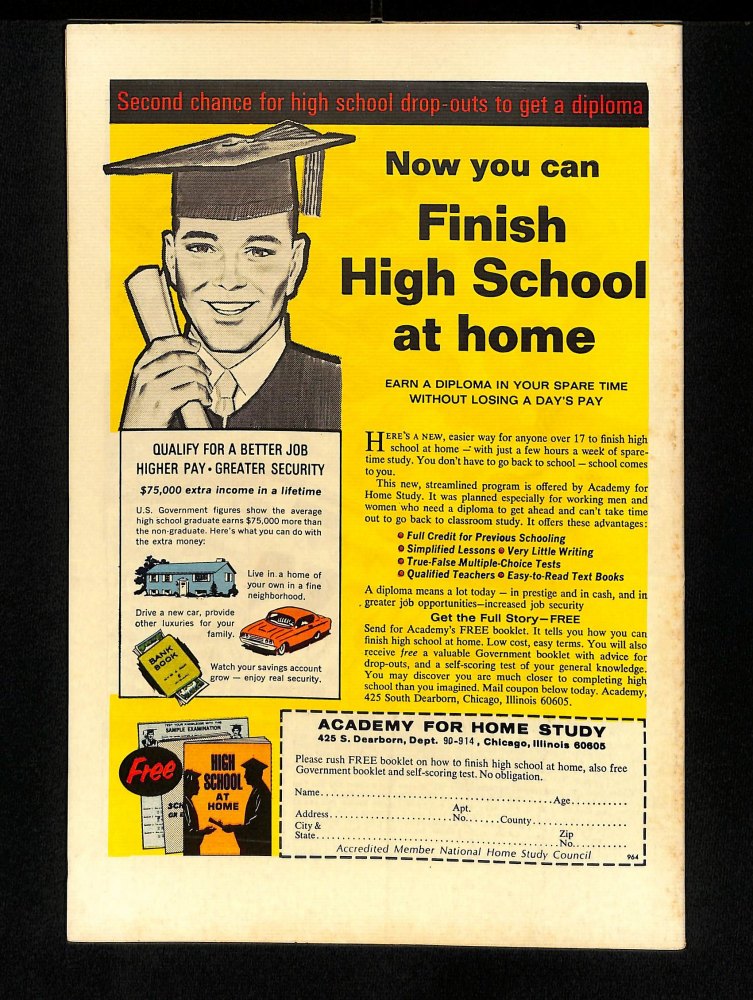 Second chance for high school drop-outs to get a diploma
Now you can
Finish
High School
at home
EARN A DIPLOMA IN YOUR SPARE TIME
WITHOUT LOSING A DAY'S PAY
QUALIFY FOR A BETTER JOB
HIGHER PAY • GREATER SECURITY
$75,000 extra income in a lifetime
U.S. Government figures show the average
high school graduate earns $75,000 more than
the non-graduate. Here's what you can do with
the extra money:
Live in a home of
your own in a fine
neighborhood.
Drive a new car, provide
other luxuries for your
family.
BANK
BOOK
Watch your savings account
grow — enjoy real security.
HERE'S A NEW, easier way for anyone over 17 to finish high
school at home — with just a few hours a week of spare-
time study. You don't have to go back to school — school comes
to you.
This new, streamlined program is offered by Academy for
Home Study. It was planned especially for working men and
women who need a diploma to get ahead and can't take time
out to go back to classroom study. It offers these advantages:
• Full Credit for Previous Schooling
• Simplified Lessons • Very Little Writing
• True-False Multiple-Choice Tests
• Qualified Teachers • Easy-to-Read Text Books
A diploma means a lot today — in prestige and in cash, and in
greater job opportunities—increased job security
Get the Full Story—FREE
Send for Academy's FREE booklet. It tells you how you can
finish high school at home. Low cost, easy terms. You will also
receive free a valuable Government booklet with advice for
drop-outs, and a self-scoring test of your general knowledge.
You may discover you are much closer to completing high
school than you imagined. Mail coupon below today. Academy,
425 South Dearborn, Chicago, Illinois 60605.
TEST YOUR KNOWLEDGE WITH THIS
SAMPLE EXAMINATION
Free
HIGH
SCHOOL
AT
HOME
ACADEMY FOR HOME STUDY
425 S. Dearborn, Dept. 90-914, Chicago, Illinois 60605
Please rush FREE booklet on how to finish high school at home, also free
Government booklet and self-scoring test. No obligation.
Name.......................................................Age............
Address.......................Apt. No.......County.......................
City &
State.......................................................Zip No...........
Accredited Member National Home Study Council
964